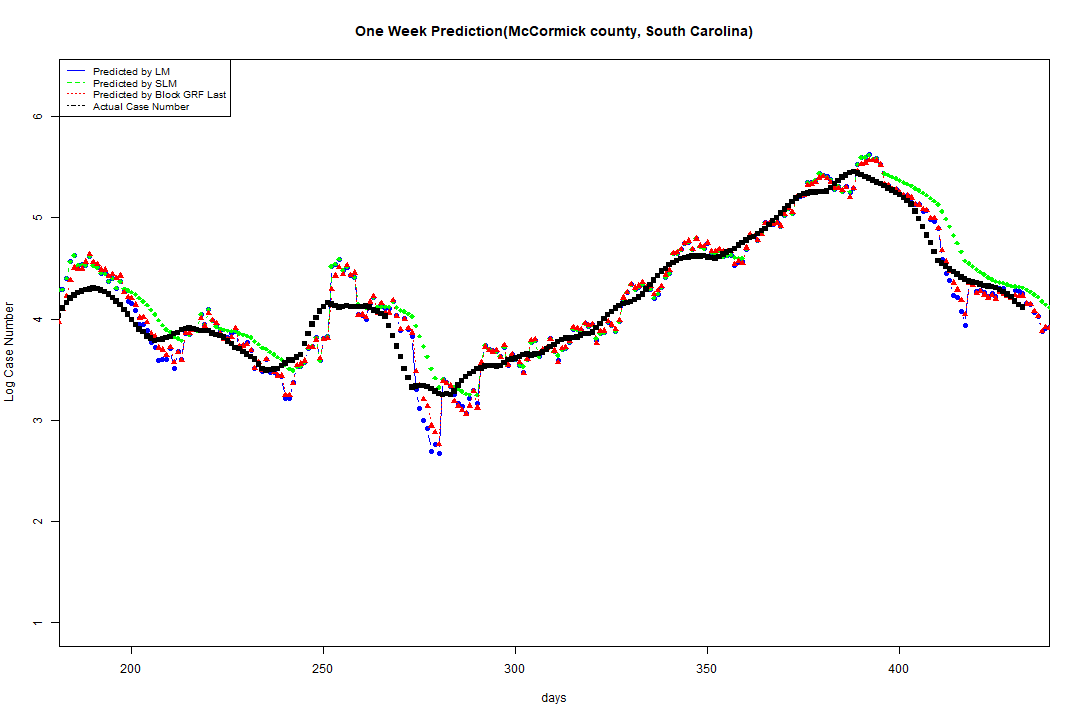 One Week Prediction(McCormick county, South Carolina)
Predicted by LM
Predicted by SLM
Predicted by Block GRF Last
Actual Case Number
6
5
4
3
2
1
Log Case Number
200 250 300 350 400
days